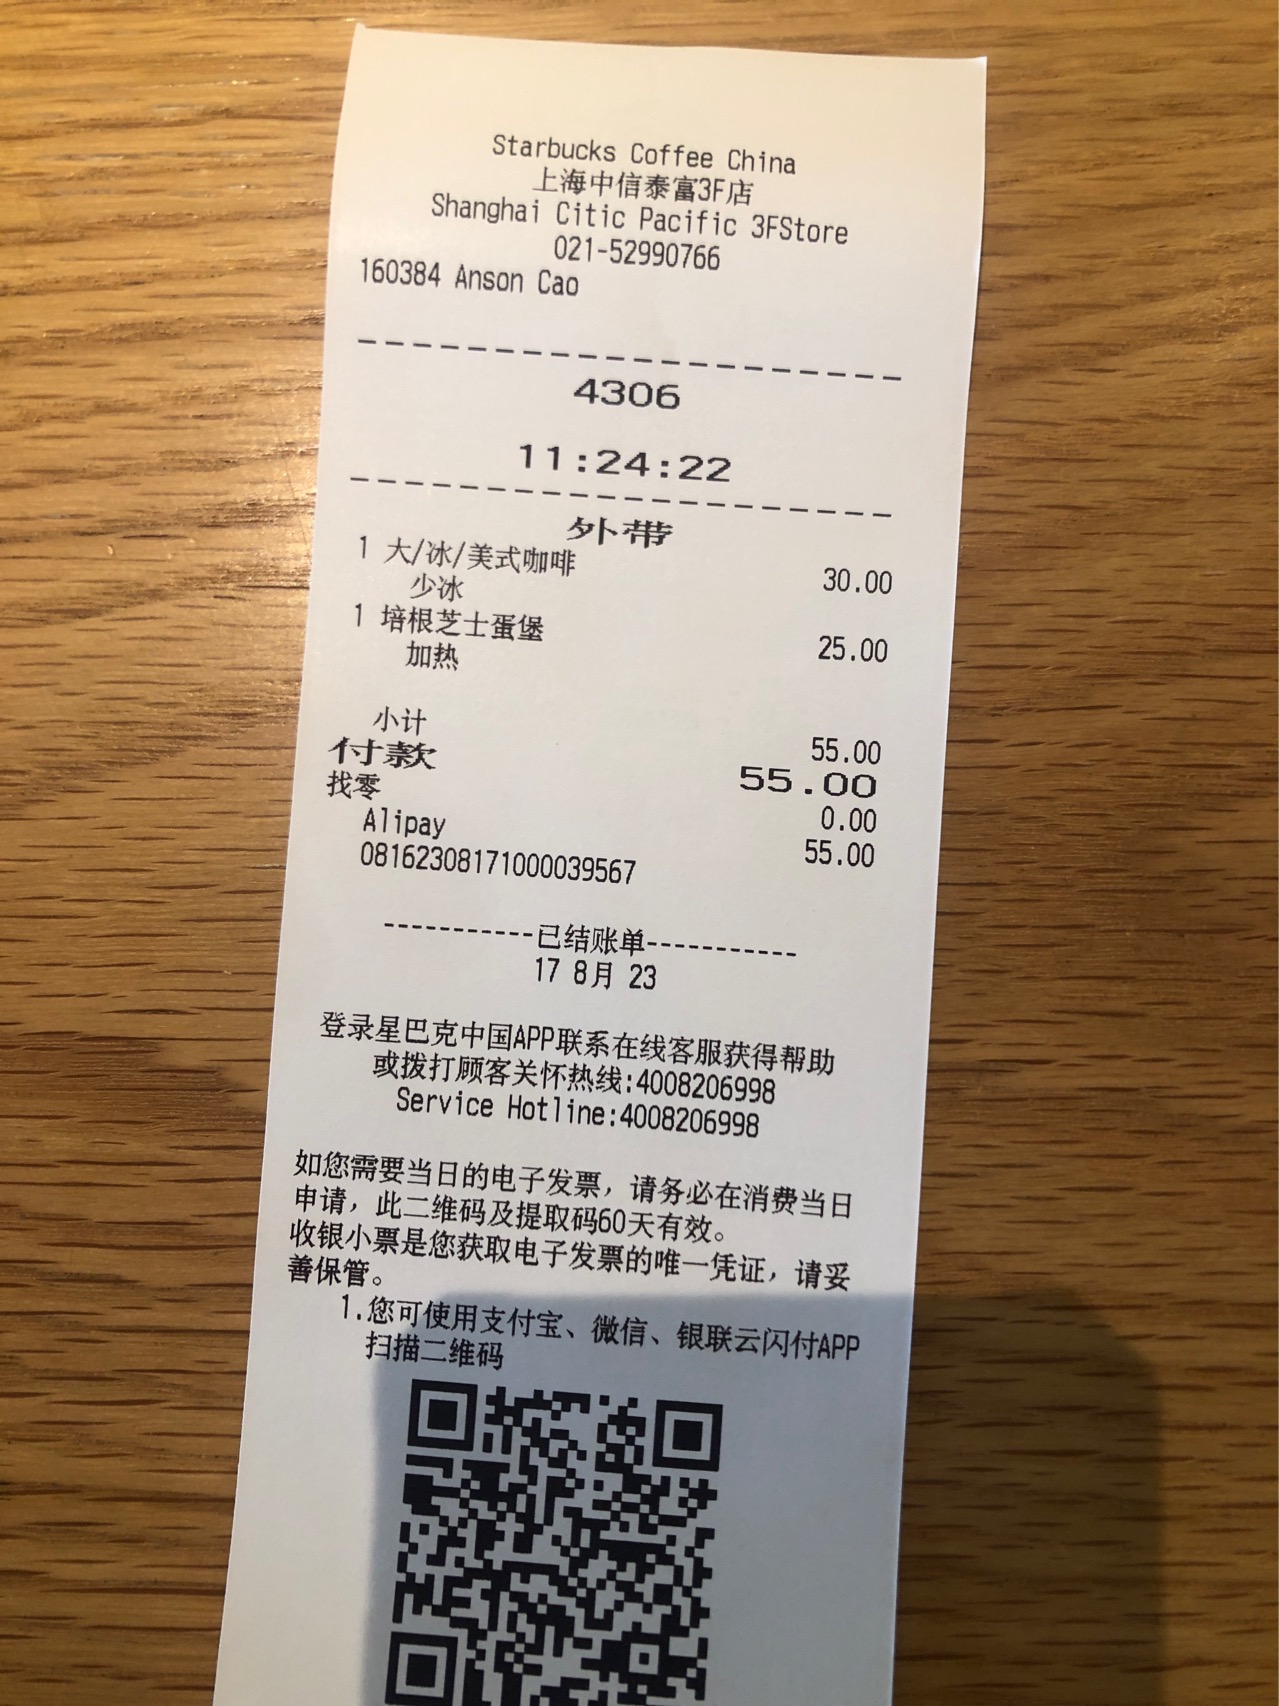 Starbucks Coffee China
上海中信泰富3F店
Shanghai Citic Pacific 3FStore
021-52990766
160384 Anson Cao
4306
11:24:22
外带
1 大/冰/美式咖啡 30.00
少冰
1 培根芝士蛋堡 25.00
加热
小计 55.00
付款 55.00
找零 0.00
Alipay 55.00
08162308171000039567
-----------已结账单-----------
17 8月 23
登录星巴克中国APP联系在线客服获得帮助
或拨打顾客关怀热线:4008206998
Service Hotline:4008206998
如您需要当日的电子发票，请务必在消费当日
申请，此二维码及提取码60天有效。
收银小票是您获取电子发票的唯一凭证，请妥
善保管。
1.您可使用支付宝、微信、银联云闪付APP
扫描二维码